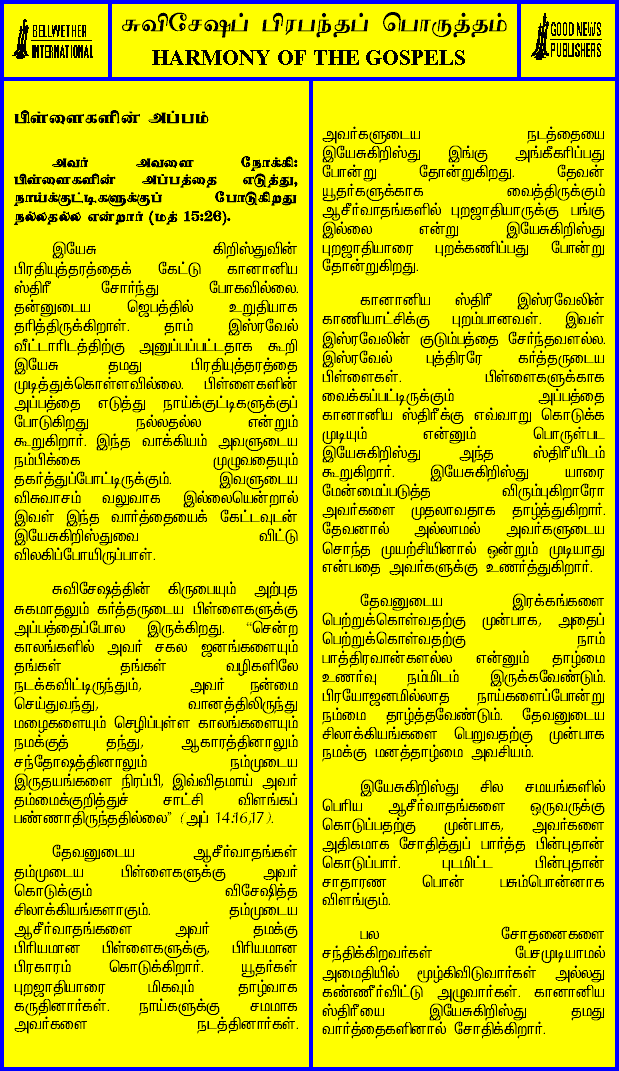 BELLWETHER
INTERNATIONAL
சுவிசேஷப் பிரபந்தப் பொருத்தம்
HARMONY OF THE GOSPELS
GOOD NEWS
PUBLISHERS
பிள்ளைகளின் அப்பம்
அவர் அவளை நோக்கி:
பிள்ளைகளின் அப்பத்தை எடுத்து,
நாய்க்குட்டிகளுக்குப் போடுகிறது
நல்லதல்ல என்றார் (மத் 15:26).
இயேசு கிறிஸ்துவின்
பிரதியுத்தரத்தைக் கேட்டு கானானிய
ஸ்திரீ சோர்ந்து போகவில்லை.
தன்னுடைய ஜெபத்தில் உறுதியாக
தரித்திருக்கிறாள். தாம் இஸ்ரவேல்
வீட்டாரிடத்திற்கு அனுப்பப்பட்டதாக கூறி
இயேசு தமது பிரதியுத்தரத்தை
முடித்துக்கொள்ளவில்லை. பிள்ளைகளின்
அப்பத்தை எடுத்து நாய்க்குட்டிகளுக்குப்
போடுகிறது நல்லதல்ல என்றும்
கூறுகிறார். இந்த வாக்கியம் அவளுடைய
நம்பிக்கை முழுவதையும்
தகர்த்துப்போட்டிருக்கும். இவளுடைய
விசுவாசம் வலுவாக இல்லையென்றால்
இவள் இந்த வார்த்தையைக் கேட்டவுடன்
இயேசுகிறிஸ்துவை விட்டு
விலகிப்போயிருப்பாள்.
சுவிசேஷத்தின் கிருபையும் அற்புத
சுகமாதலும் கர்த்தருடைய பிள்ளைகளுக்கு
அப்பத்தைப்போல இருக்கிறது. "சென்ற
காலங்களில் அவர் சகல ஜனங்களையும்
தங்கள் தங்கள் வழிகளிலே
நடக்கவிட்டிருந்தும், அவர் நன்மை
செய்துவந்து, வானத்திலிருந்து
மழைகளையும் செழிப்புள்ள காலங்களையும்
நமக்குத் தந்து, ஆகாரத்தினாலும்
சந்தோஷத்தினாலும் நம்முடைய
இருதயங்களை நிரப்பி, இவ்விதமாய் அவர்
தம்மைக்குறித்துச் சாட்சி விளங்கப்
பண்ணாதிருந்ததில்லை" (அப் 14:16,17).
தேவனுடைய ஆசீர்வாதங்கள்
தம்முடைய பிள்ளைகளுக்கு அவர்
கொடுக்கும் விசேஷித்த
சிலாக்கியங்களாகும். தம்முடைய
ஆசீர்வாதங்களை அவர் தமக்கு
பிரியமான பிள்ளைகளுக்கு, பிரியமான
பிரகாரம் கொடுக்கிறார். யூதர்கள்
புறஜாதியாரை மிகவும் தாழ்வாக
கருதினார்கள். நாய்களுக்கு சமமாக
அவர்களை நடத்தினார்கள்.
அவர்களுடைய நடத்தையை
இயேசுகிறிஸ்து இங்கு அங்கீகரிப்பது
போன்று தோன்றுகிறது. தேவன்
யூதர்களுக்காக வைத்திருக்கும்
ஆசீர்வாதங்களில் புறஜாதியாருக்கு பங்கு
இல்லை என்று இயேசுகிறிஸ்து
புறஜாதியாரை புறக்கணிப்பது போன்று
தோன்றுகிறது.
கானானிய ஸ்திரீ இஸ்ரவேலின்
காணியாட்சிக்கு புறம்பானவள். இவள்
இஸ்ரவேலின் குடும்பத்தை சேர்ந்தவளல்ல.
இஸ்ரவேல் புத்திரரே கர்த்தருடைய
பிள்ளைகள். பிள்ளைகளுக்காக
வைக்கப்பட்டிருக்கும் அப்பத்தை
கானானிய ஸ்திரீக்கு எவ்வாறு கொடுக்க
முடியும் என்னும் பொருள்பட
இயேசுகிறிஸ்து அந்த ஸ்திரீயிடம்
கூறுகிறார். இயேசுகிறிஸ்து யாரை
மேன்மைப்படுத்த விரும்புகிறாரோ
அவர்களை முதலாவதாக தாழ்த்துகிறார்.
தேவனால் அல்லாமல் அவர்களுடைய
சொந்த முயற்சியினால் ஒன்றும் முடியாது
என்பதை அவர்களுக்கு உணர்த்துகிறார்.
தேவனுடைய இரக்கங்களை
பெற்றுக்கொள்வதற்கு முன்பாக, அதைப்
பெற்றுக்கொள்வதற்கு நாம்
பாத்திரவான்களல்ல என்னும் தாழ்மை
உணர்வு நம்மிடம் இருக்கவேண்டும்.
பிரயோஜனமில்லாத நாய்களைப்போன்று
நம்மை தாழ்த்தவேண்டும். தேவனுடைய
சிலாக்கியங்களை பெறுவதற்கு முன்பாக
நமக்கு மனத்தாழ்மை அவசியம்.
இயேசுகிறிஸ்து சில சமயங்களில்
பெரிய ஆசீர்வாதங்களை ஒருவருக்கு
கொடுப்பதற்கு முன்பாக, அவர்களை
அதிகமாக சோதித்துப் பார்த்த பின்புதான்
கொடுப்பார். புடமிட்ட பின்புதான்
சாதாரண பொன் பசும்பொன்னாக
விளங்கும்.
பல சோதனைகளை
சந்திக்கிறவர்கள் பேசமுடியாமல்
அமைதியில் மூழ்கிவிடுவார்கள் அல்லது
கண்ணீர்விட்டு அழுவார்கள். கானானிய
ஸ்திரீயை இயேசுகிறிஸ்து தமது
வார்த்தைகளினால் சோதிக்கிறார்.